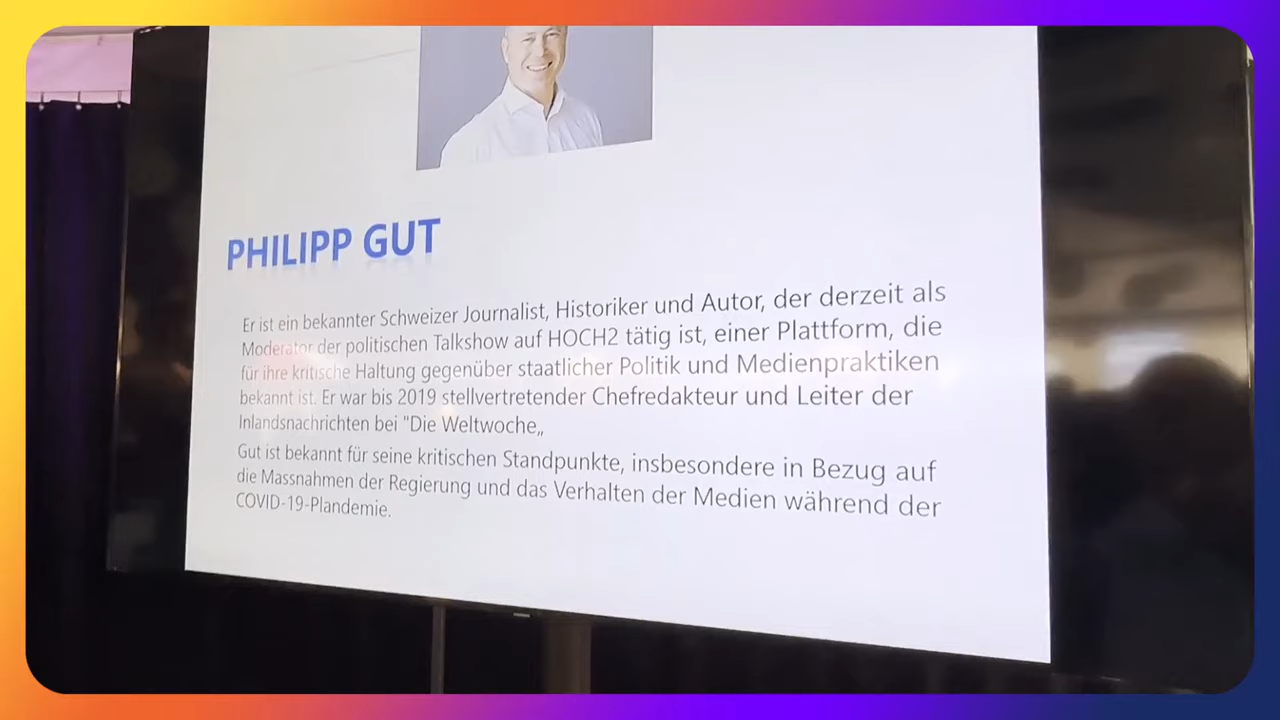 PHILIPP GUT
Er ist ein bekannter Schweizer Journalist, Historiker und Autor, der derzeit als
Moderator der politischen Talkshow auf HOCH2 tätig ist, einer Plattform, die
für ihre kritische Haltung gegenüber staatlicher Politik und Medienpraktiken
bekannt ist. Er war bis 2019 stellvertretender Chefredakteur und Leiter der
Inlandsnachrichten bei "Die Weltwoche„
Gut ist bekannt für seine kritischen Standpunkte, insbesondere in Bezug auf
die Massnahmen der Regierung und das Verhalten der Medien während der
COVID-19-Plandemie.